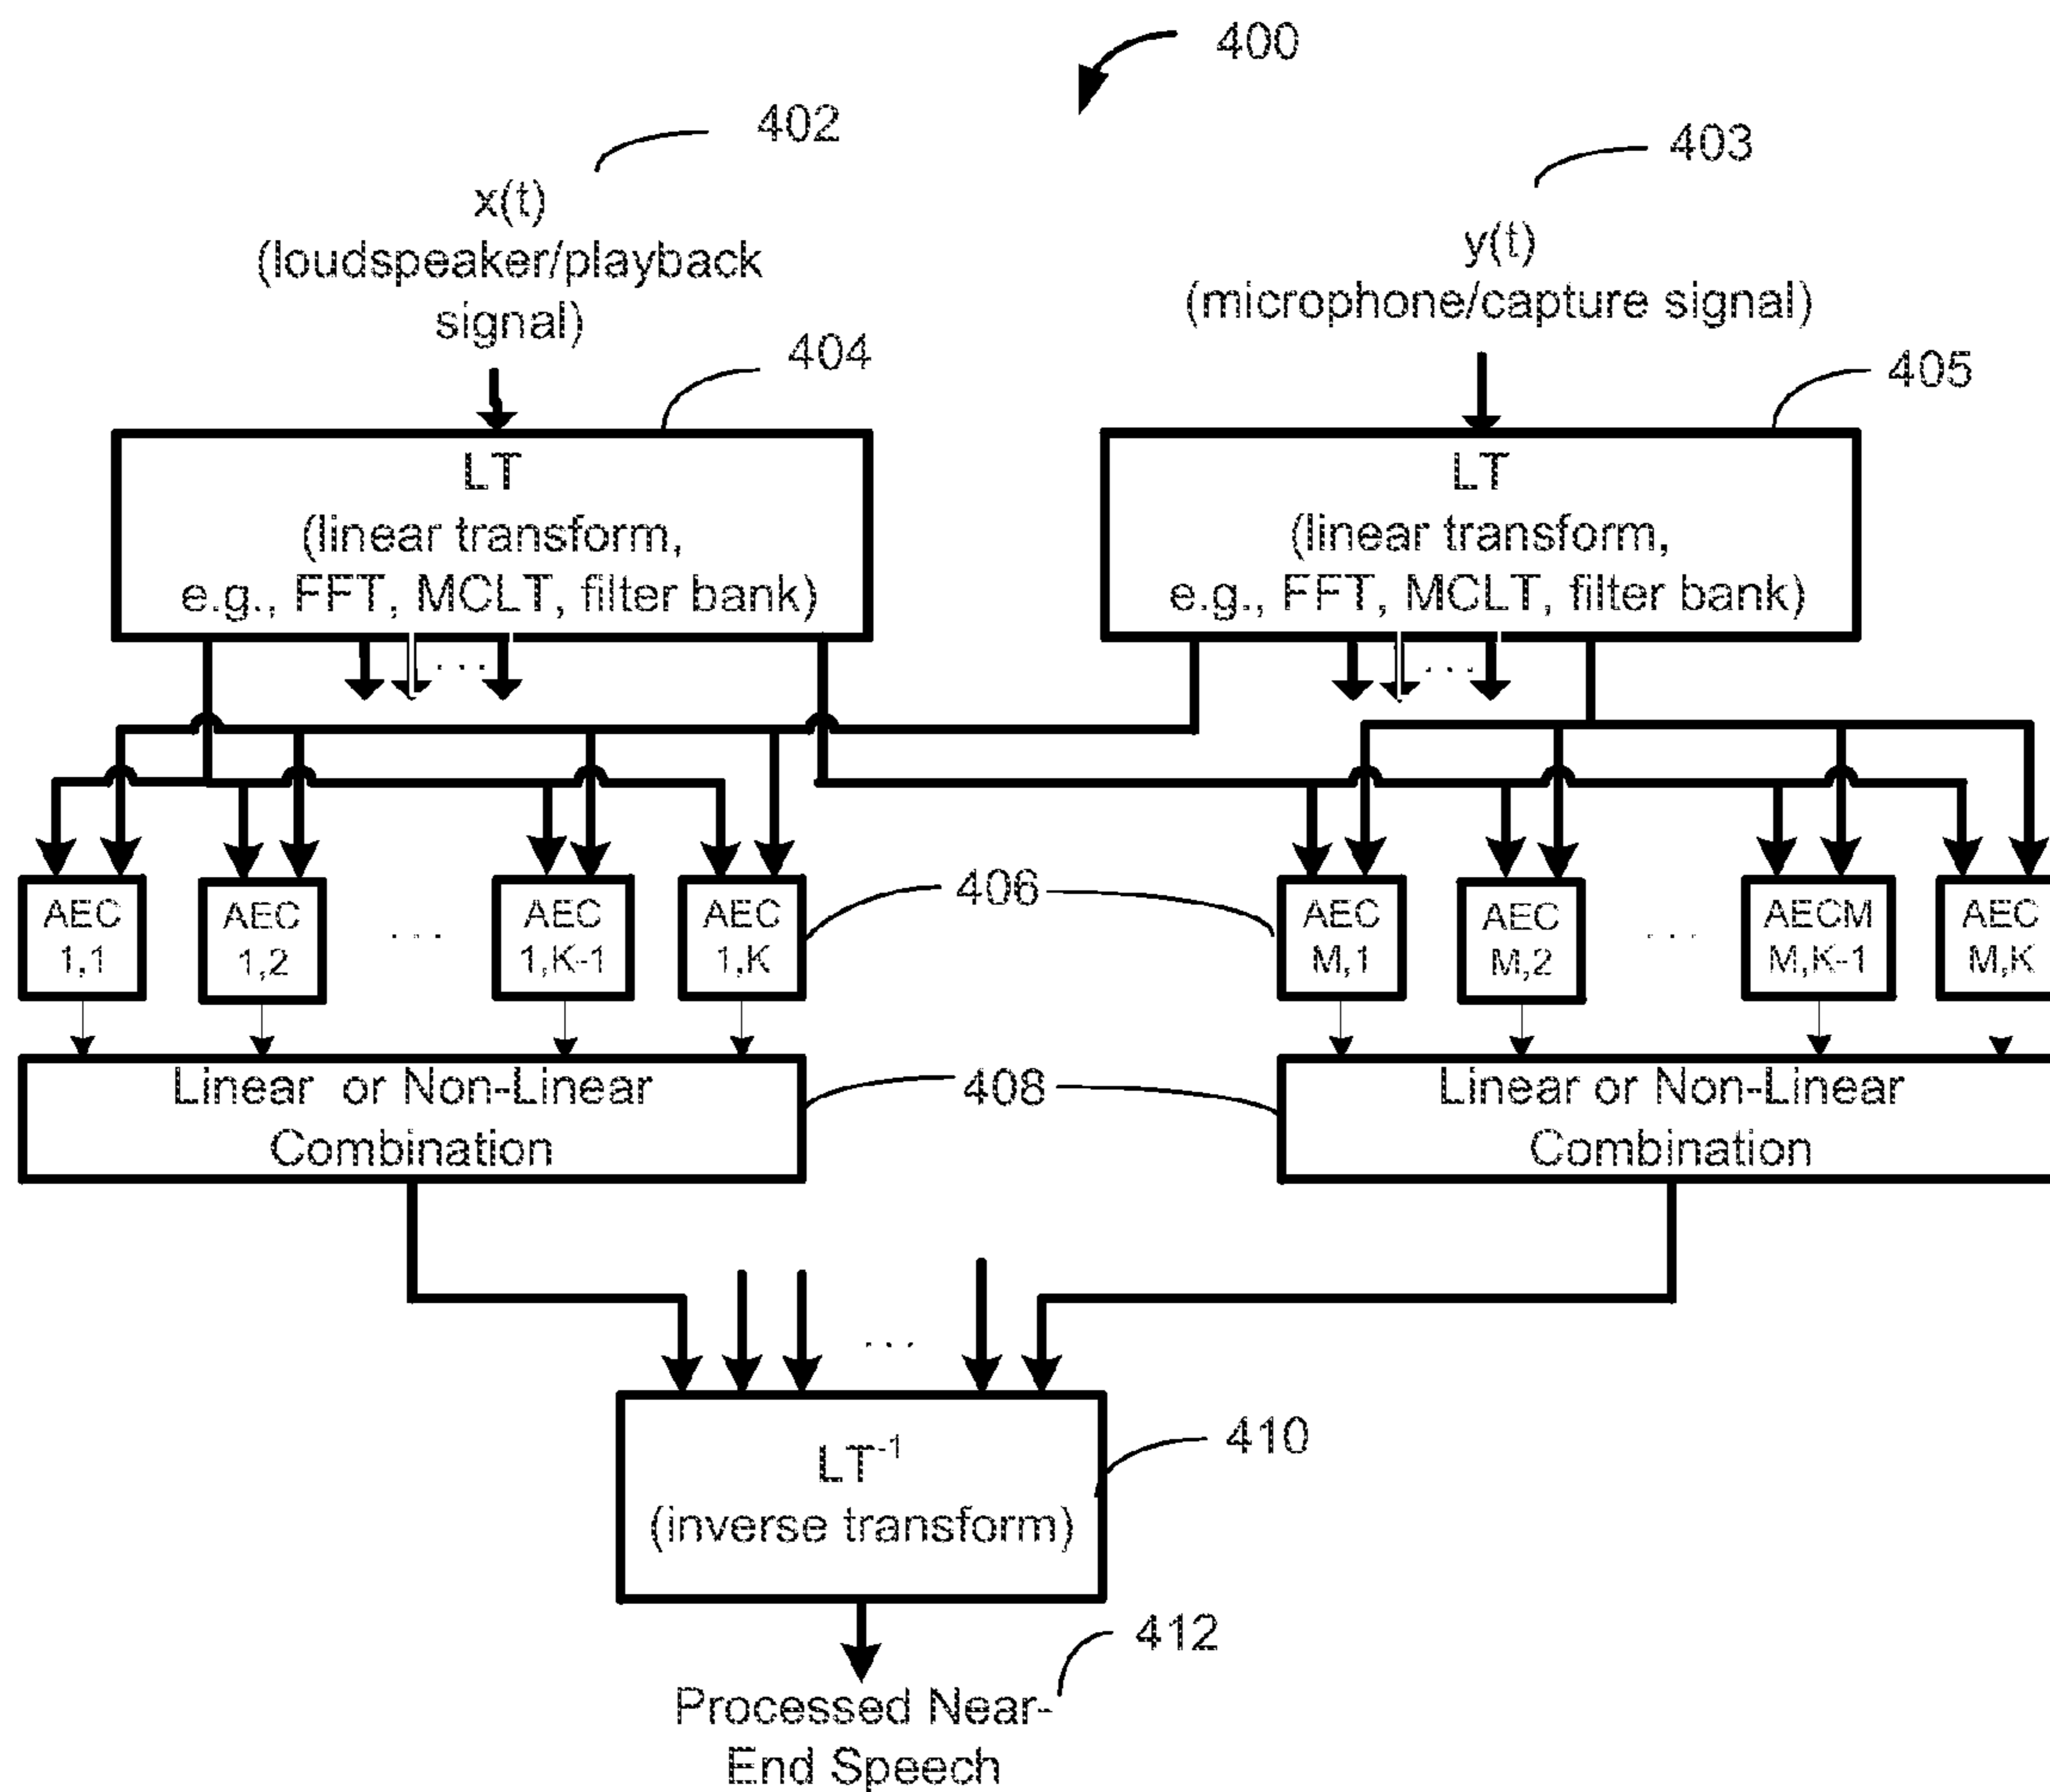 400
402
403
x(t)
(loudspeaker/playback
signal)
y(t)
(microphone/capture signal)
404
405
LT
(linear transform,
e.g., FFT, MCLT, filter bank)
LT
(linear transform,
e.g., FFT, MCLT, filter bank)
...
...
AEC
1,1
AEC
1,2
...
AEC
1,K-1
AEC
1,K
406
AEC
M,1
AEC
M,2
...
AECM
M,K-1
AEC
M,K
Linear or Non-Linear
Combination
408
Linear or Non-Linear
Combination
...
LT-1
(inverse transform)
410
412
Processed Near-
End Speech